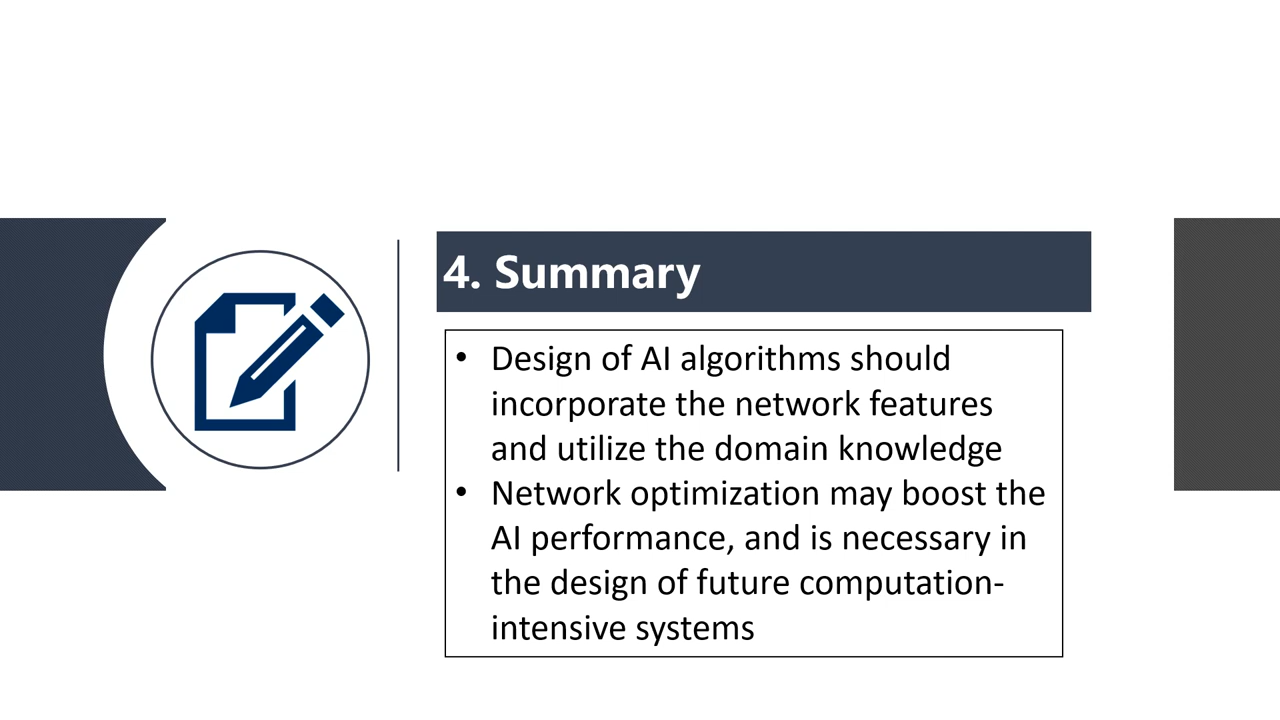 4. Summary
• Design of AI algorithms should
incorporate the network features
and utilize the domain knowledge
• Network optimization may boost the
AI performance, and is necessary in
the design of future computation-
intensive systems